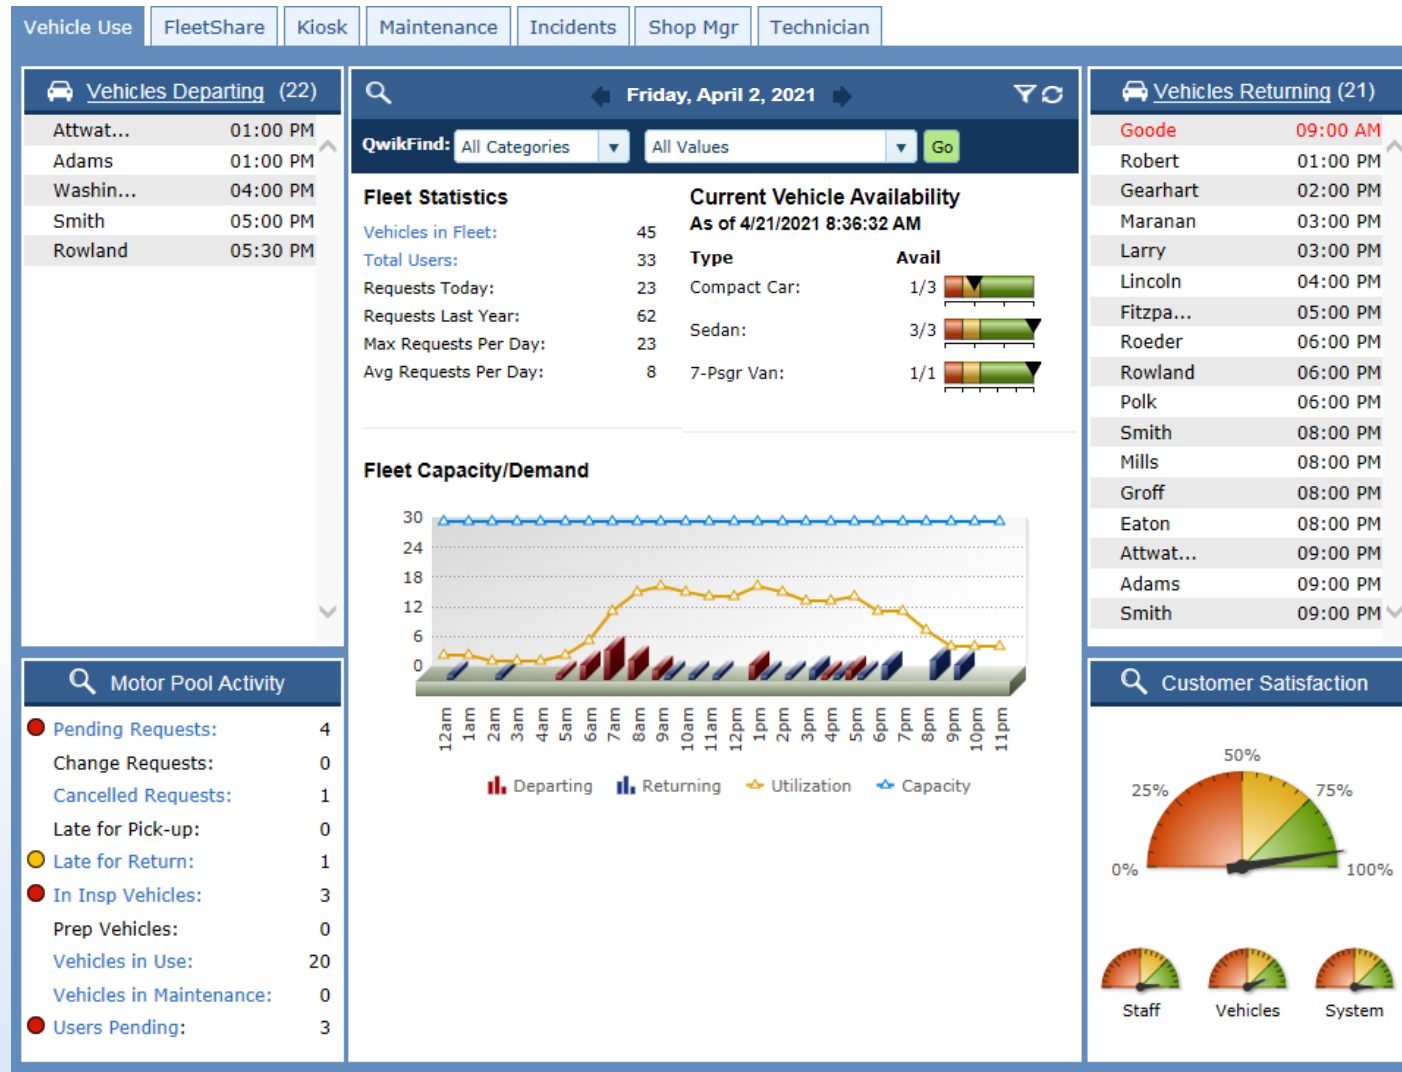 Vehicle Use FleetShare Kiosk Maintenance Incidents Shop Mgr Technician
Vehicles Departing (22)
Attwat... 01:00 PM
Adams 01:00 PM
Washin... 04:00 PM
Smith 05:00 PM
Rowland 05:30 PM
Motor Pool Activity
Pending Requests: 4
Change Requests: 0
Cancelled Requests: 1
Late for Pick-up: 0
Late for Return: 1
In Insp Vehicles: 3
Prep Vehicles: 0
Vehicles in Use: 20
Vehicles in Maintenance: 0
Users Pending: 3
Friday, April 2, 2021
QwikFind: All Categories All Values Go
Fleet Statistics
Vehicles in Fleet: 45
Total Users: 33
Requests Today: 23
Requests Last Year: 62
Max Requests Per Day: 23
Avg Requests Per Day: 8
Current Vehicle Availability
As of 4/21/2021 8:36:32 AM
Type Avail
Compact Car: 1/3
Sedan: 3/3
7-Psgr Van: 1/1
Fleet Capacity/Demand
30
24
18
12
6
0
12am 1am 2am 3am 4am 5am 6am 7am 8am 9am 10am 11am 12pm 1pm 2pm 3pm 4pm 5pm 6pm 7pm 8pm 9pm 10pm 11pm
Departing Returning Utilization Capacity
Vehicles Returning (21)
Goode 09:00 AM
Robert 01:00 PM
Gearhart 02:00 PM
Maranan 03:00 PM
Larry 03:00 PM
Lincoln 04:00 PM
Fitzpa... 05:00 PM
Roeder 06:00 PM
Rowland 06:00 PM
Polk 06:00 PM
Smith 08:00 PM
Mills 08:00 PM
Groff 08:00 PM
Eaton 08:00 PM
Attwat... 09:00 PM
Adams 09:00 PM
Smith 09:00 PM
Customer Satisfaction
50%
25% 75%
0% 100%
Staff Vehicles System